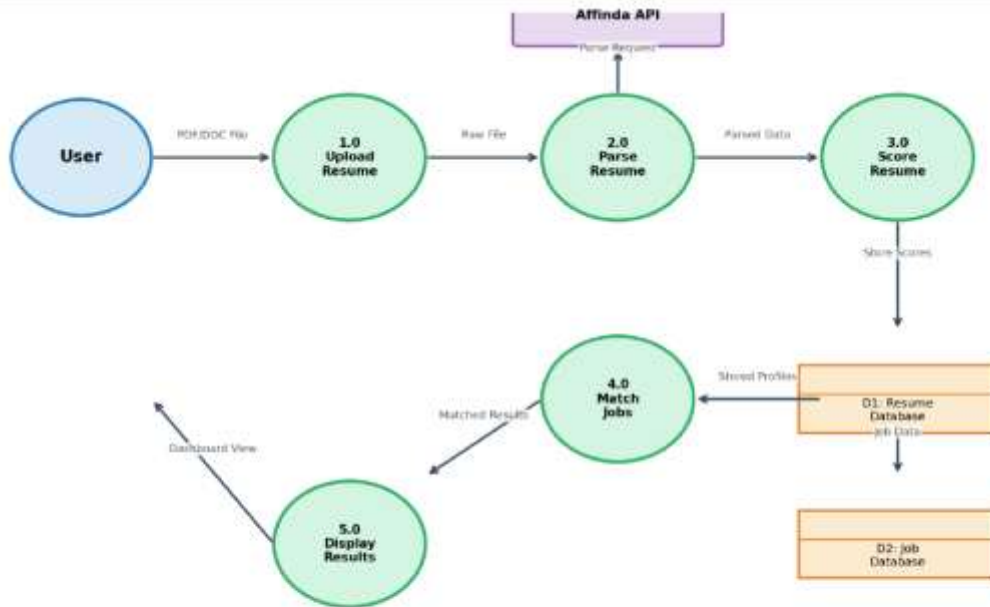 Affinda API
Parse Request
User
PDF/DOC File
1.0
Upload
Resume
Raw File
2.0
Parse
Resume
Parsed Data
3.0
Score
Resume
Store Scores
4.0
Match
Jobs
Stored Profiles
D1: Resume
Database
Job Data
Matched Results
Dashboard View
5.0
Display
Results
D2: Job
Database